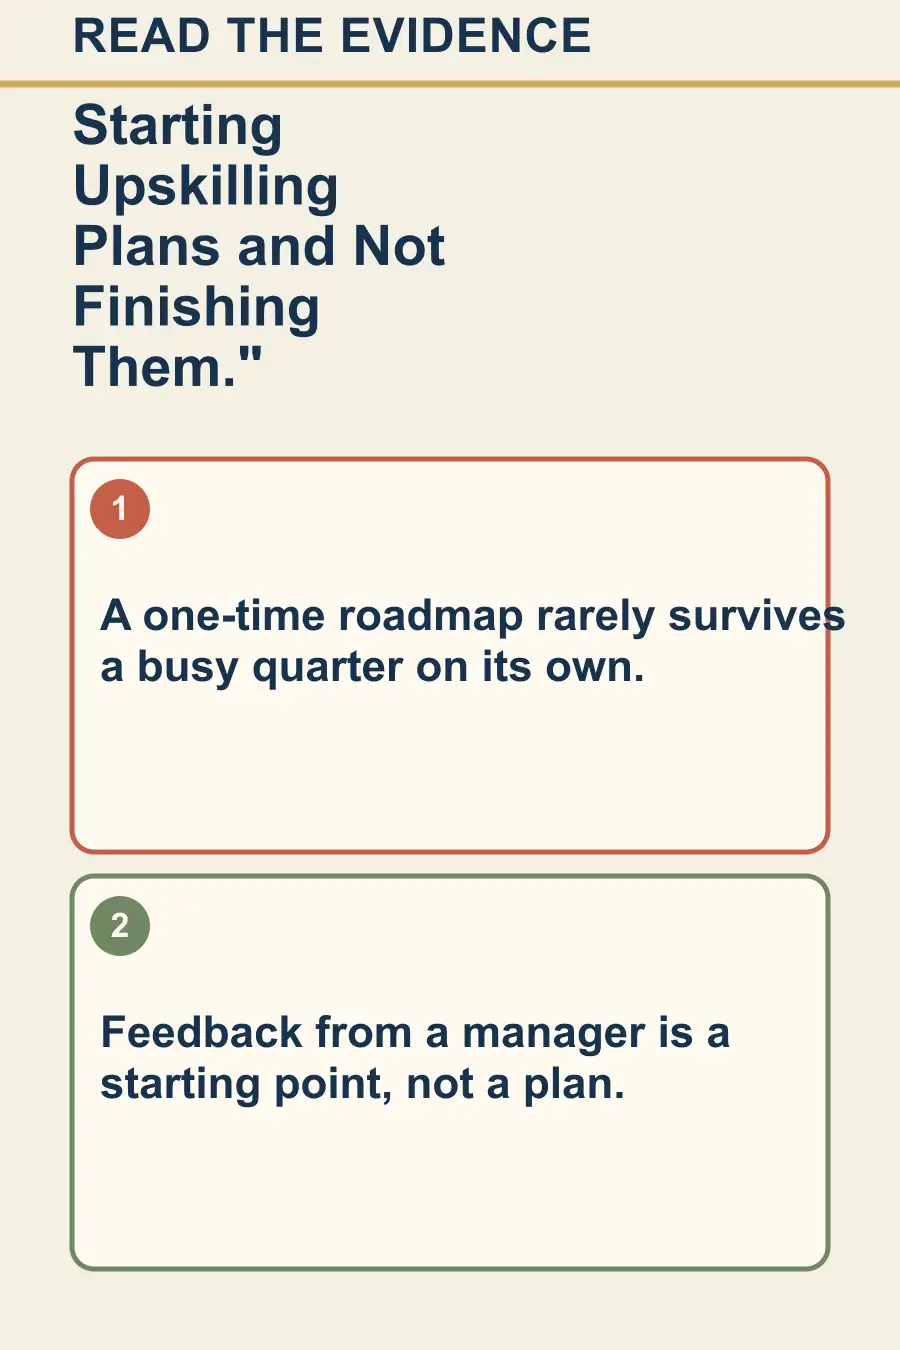 READ THE EVIDENCE
Starting
Upskilling
Plans and Not
Finishing
Them."
1
A one-time roadmap rarely survives
a busy quarter on its own.
2
Feedback from a manager is a
starting point, not a plan.